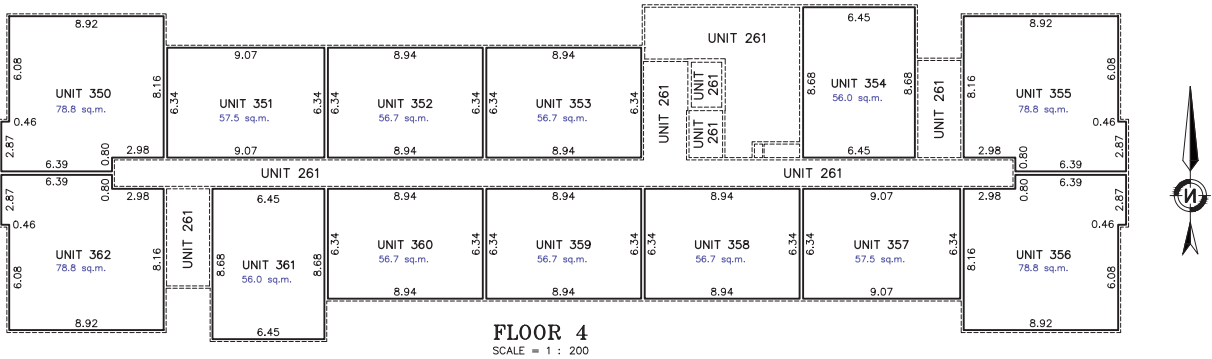 8.92
6.08
8.16
UNIT 350
78.8 sq.m.
0.46
2.87
0.80
2.98
6.39
9.07
6.34
6.34
UNIT 351
57.5 sq.m.
9.07
8.94
6.34
6.34
UNIT 352
56.7 sq.m.
8.94
8.94
6.34
6.34
UNIT 353
56.7 sq.m.
8.94
UNIT 261
UNIT 261
UNIT
261
UNIT
261
6.45
8.68
8.68
UNIT 354
56.0 sq.m.
6.45
UNIT 261
8.92
8.16
6.08
UNIT 355
78.8 sq.m.
0.46
2.87
2.98
0.80
6.39
UNIT 261
UNIT 261
6.39
2.87
0.80
2.98
0.46
UNIT 362
78.8 sq.m.
6.08
8.16
8.92
UNIT 261
6.45
8.68
8.68
UNIT 361
56.0 sq.m.
6.45
8.94
6.34
6.34
UNIT 360
56.7 sq.m.
8.94
8.94
6.34
6.34
UNIT 359
56.7 sq.m.
8.94
8.94
6.34
6.34
UNIT 358
56.7 sq.m.
8.94
9.07
6.34
6.34
UNIT 357
57.5 sq.m.
9.07
6.39
0.80
2.98
2.87
0.46
UNIT 356
78.8 sq.m.
8.16
6.08
8.92
N
FLOOR 4
SCALE = 1 : 200